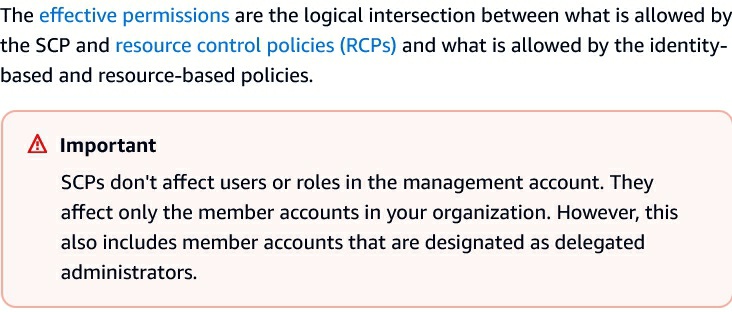 The effective permissions are the logical intersection between what is allowed by
the SCP and resource control policies (RCPs) and what is allowed by the identity-
based and resource-based policies.
Important
SCPs don't affect users or roles in the management account. They
affect only the member accounts in your organization. However, this
also includes member accounts that are designated as delegated
administrators.